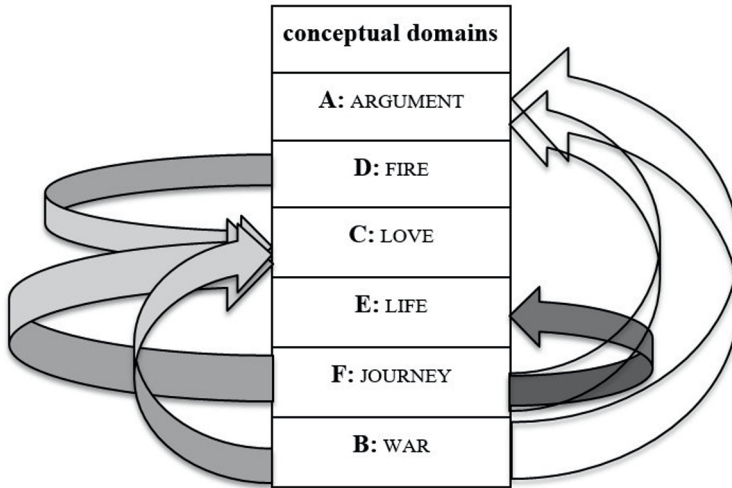 conceptual domains
A: ARGUMENT
D: FIRE
C: LOVE
E: LIFE
F: JOURNEY
B: WAR